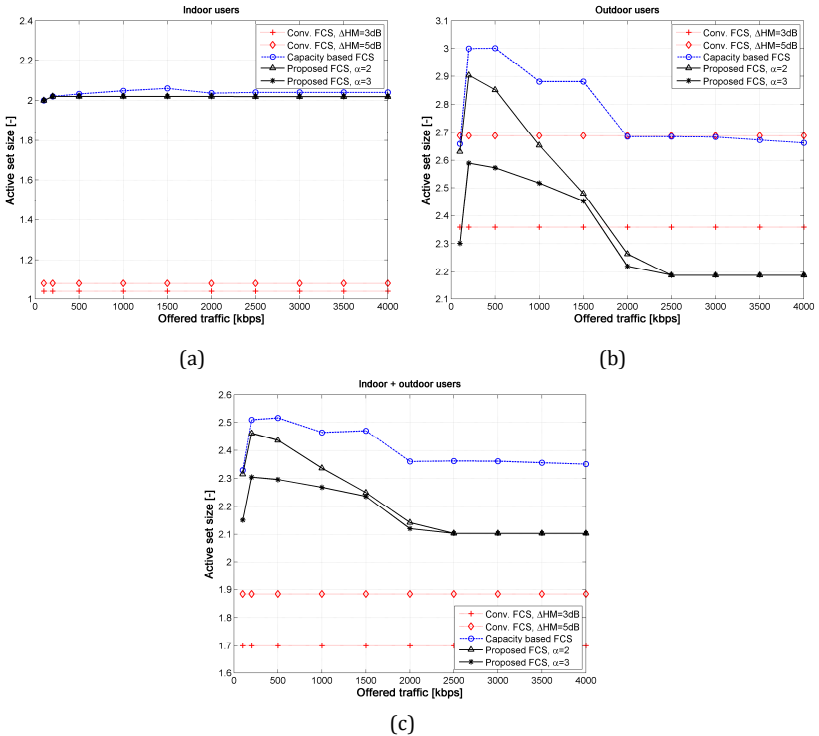 Indoor users
2.4
2.2
2
1.8
1.6
1.4
1.2
1
Active set size [-]
0 500 1000 1500 2000 2500 3000 3500 4000
Offered traffic [kbps]
Conv. FCS, ΔHM=3dB
Conv. FCS, ΔHM=5dB
Capacity based FCS
Proposed FCS, α=2
Proposed FCS, α=3
(a)
Outdoor users
3.1
3
2.9
2.8
2.7
2.6
2.5
2.4
2.3
2.2
2.1
Active set size [-]
0 500 1000 1500 2000 2500 3000 3500 4000
Offered traffic [kbps]
Conv. FCS, ΔHM=3dB
Conv. FCS, ΔHM=5dB
Capacity based FCS
Proposed FCS, α=2
Proposed FCS, α=3
(b)
Indoor + outdoor users
2.6
2.5
2.4
2.3
2.2
2.1
2
1.9
1.8
1.7
1.6
Active set size [-]
0 500 1000 1500 2000 2500 3000 3500 4000
Offered traffic [kbps]
Conv. FCS, ΔHM=3dB
Conv. FCS, ΔHM=5dB
Capacity based FCS
Proposed FCS, α=2
Proposed FCS, α=3
(c)